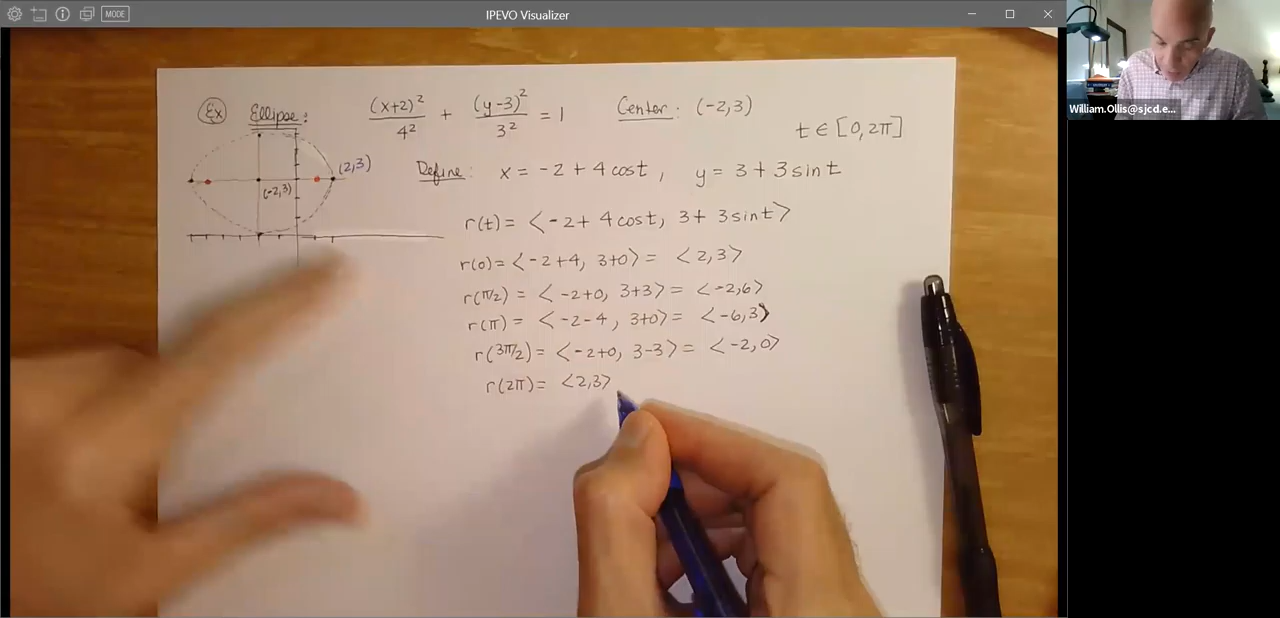 MODE
IPEVO Visualizer
Ex Ellipse: (x+2)²/4² + (y-3)²/3² = 1 Center: (-2,3)
t ∈ [0,2π]
(2,3)
(-2,3)
Define: x = -2 + 4 cos t, y = 3 + 3 sin t
r(t) = <-2 + 4 cos t, 3 + 3 sin t>
r(0) = <-2+4, 3+0> = <2,3>
r(π/2) = <-2+0, 3+3> = <-2,6>
r(π) = <-2-4, 3+0> = <-6,3>
r(3π/2) = <-2+0, 3-3> = <-2,0>
r(2π) = <2,3>
William.Ollis@sjcd.e...